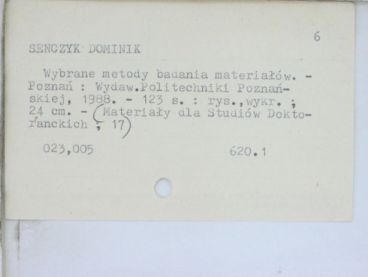 6
SENCZYK DOMINIK
Wybrane metody badania materiałów. -
Poznań : Wydaw.Politechniki Poznań-
skiej, 1988. - 123 s. : rys.,wykr. ;
24 cm. - (Materiały dla Studiów Dokto-
ranckich ; 17)
023,005 620.1